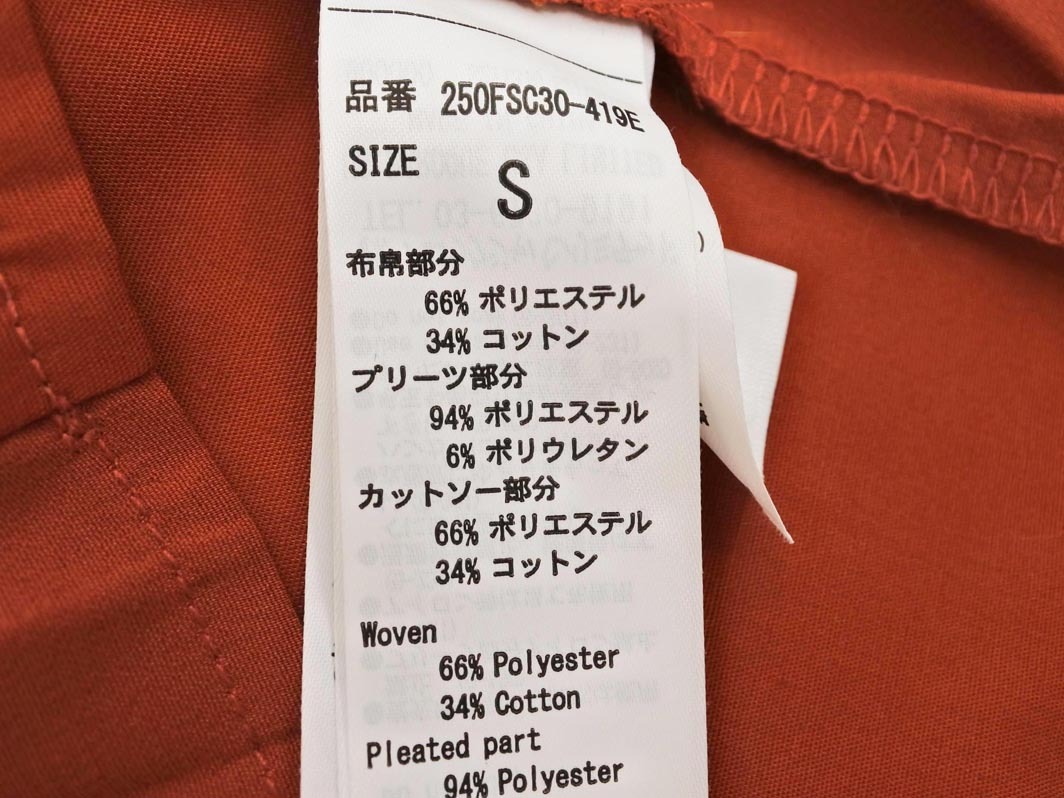 品番 250FSC30-419E
SIZE S
布帛部分
66% ポリエステル
34% コットン
プリーツ部分
94% ポリエステル
6% ポリウレタン
カットソー部分
66% ポリエステル
34% コットン
Woven
66% Polyester
34% Cotton
Pleated part
94% Polyester